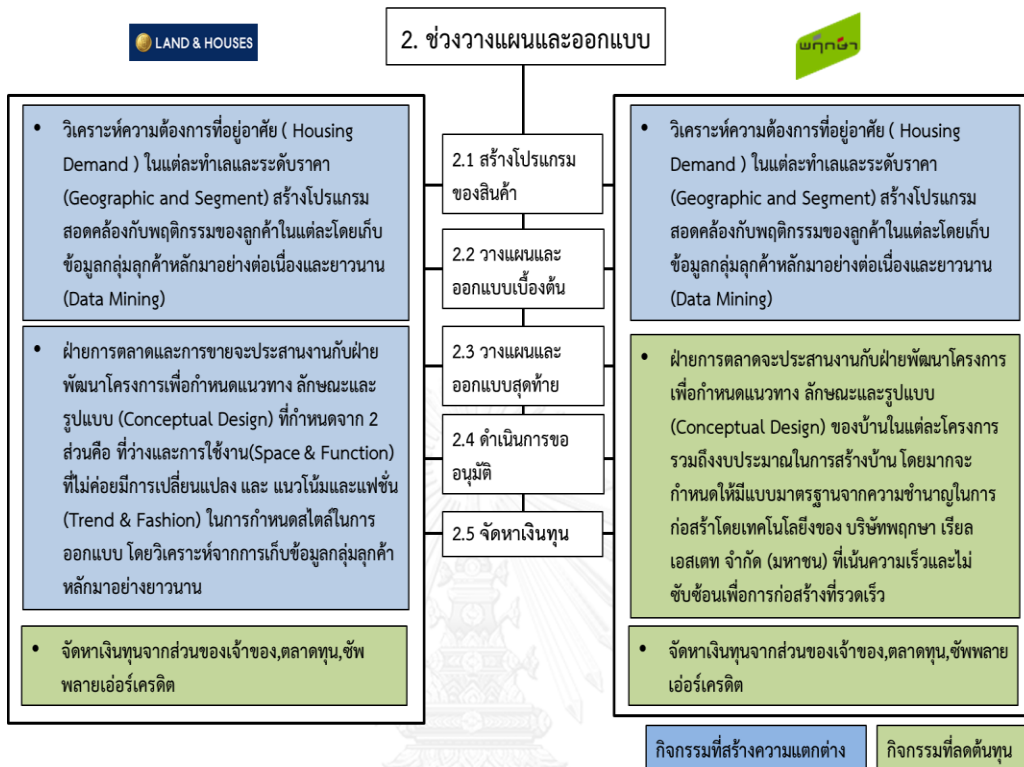 LAND & HOUSES
2. ช่วงวางแผนและออกแบบ
พฤกษา
• วิเคราะห์ความต้องการที่อยู่อาศัย ( Housing
Demand ) ในแต่ละทำเลและระดับราคา
(Geographic and Segment) สร้างโปรแกรม
สอดคล้องกับพฤติกรรมของลูกค้าในแต่ละโดยเก็บ
ข้อมูลกลุ่มลูกค้าหลักมาอย่างต่อเนื่องและยาวนาน
(Data Mining)
• ฝ่ายการตลาดและการขายจะประสานงานกับฝ่าย
พัฒนาโครงการเพื่อกำหนดแนวทาง ลักษณะและ
รูปแบบ (Conceptual Design) ที่กำหนดจาก 2
ส่วนคือ ที่ว่างและการใช้งาน(Space & Function)
ที่ไม่ค่อยมีการเปลี่ยนแปลง และ แนวโน้มและแฟชั่น
(Trend & Fashion) ในการกำหนดสไตล์ในการ
ออกแบบ โดยวิเคราะห์จากการเก็บข้อมูลกลุ่มลูกค้า
หลักมาอย่างยาวนาน
• จัดหาเงินทุนจากส่วนของเจ้าของ,ตลาดทุน,ซัพ
พลายเอ่อร์เครดิต
2.1 สร้างโปรแกรม
ของสินค้า
2.2 วางแผนและ
ออกแบบเบื้องต้น
2.3 วางแผนและ
ออกแบบสุดท้าย
2.4 ดำเนินการขอ
อนุมัติ
2.5 จัดหาเงินทุน
• วิเคราะห์ความต้องการที่อยู่อาศัย ( Housing
Demand ) ในแต่ละทำเลและระดับราคา
(Geographic and Segment) สร้างโปรแกรม
สอดคล้องกับพฤติกรรมของลูกค้าในแต่ละโดยเก็บ
ข้อมูลกลุ่มลูกค้าหลักมาอย่างต่อเนื่องและยาวนาน
(Data Mining)
• ฝ่ายการตลาดจะประสานงานกับฝ่ายพัฒนาโครงการ
เพื่อกำหนดแนวทาง ลักษณะและรูปแบบ
(Conceptual Design) ของบ้านในแต่ละโครงการ
รวมถึงงบประมาณในการสร้างบ้าน โดยมากจะ
กำหนดให้มีแบบมาตรฐานจากความชำนาญในการ
ก่อสร้าโดยเทคโนโลยีของ บริษัทพฤกษา เรียล
เอสเตท จำกัด (มหาชน) ที่เน้นความเร็วและไม่
ซับซ้อนเพื่อการก่อสร้างที่รวดเร็ว
• จัดหาเงินทุนจากส่วนของเจ้าของ,ตลาดทุน,ซัพพลาย
เอ่อร์เครดิต
กิจกรรมที่สร้างความแตกต่าง
กิจกรรมที่ลดต้นทุน